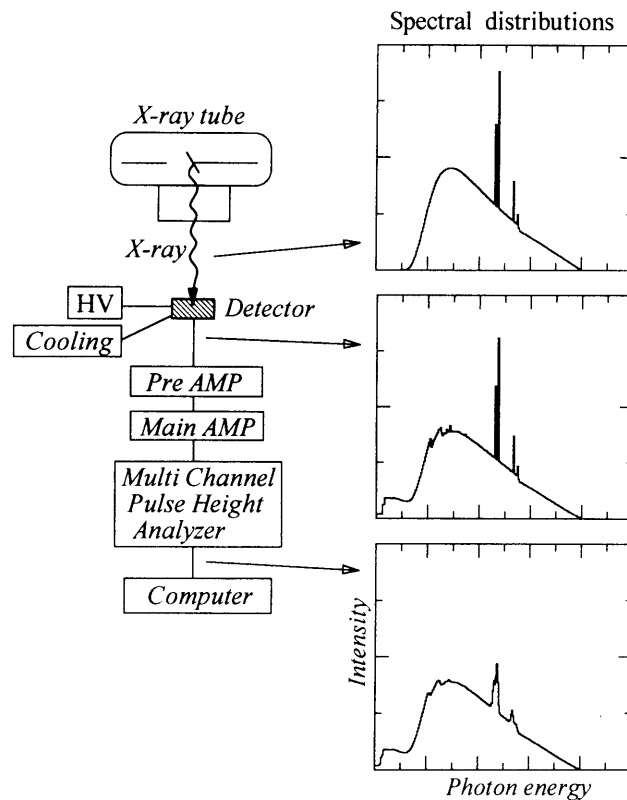 Spectral distributions
X-ray tube
X-ray
HV
Detector
Cooling
Pre AMP
Main AMP
Multi Channel
Pulse Height
Analyzer
Computer
Intensity
Photon energy